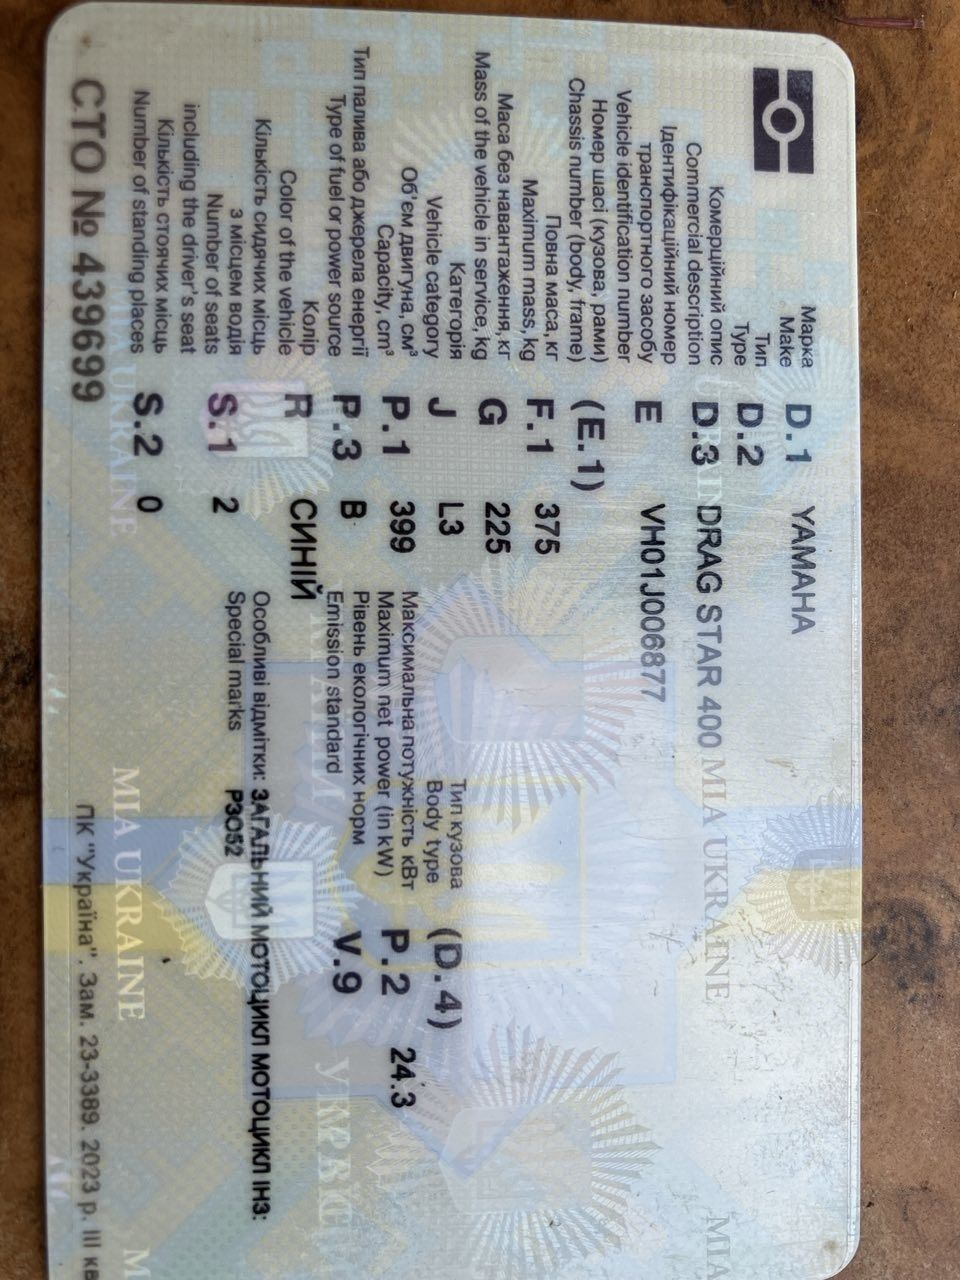 Марка
Make
D.1 YAMAHA
Тип
Type
D.2
Комерційний опис
Commercial description
D.3 DRAG STAR 400
Ідентифікаційний номер
транспортного засобу
Vehicle identification number
E VH01J006877
Номер шасі (кузова, рами)
Chassis number (body, frame)
(E.1)
Повна маса, кг
Maximum mass, kg
F.1 375
Маса без навантаження, кг
Mass of the vehicle in service, kg
G 225
Категорія
Vehicle category
J L3
Тип кузова
Body type
(D.4)
Об'єм двигуна, см³
Capacity, cm³
P.1 399
Максимальна потужність кВт
Maximum net power (in kW)
P.2 24.3
Тип палива або джерела енергії
Type of fuel or power source
P.3 B
Рівень екологічних норм
Emission standard
V.9
Колір
Color of the vehicle
R СИНІЙ
Кількість сидячих місць
з місцем водія
Number of seats
including the driver's seat
S.1 2
Особливі відмітки: ЗАГАЛЬНИЙ МОТОЦИКЛ МОТОЦИКЛ ІНЗ:
Special marks РЗО52
Кількість стоячих місць
Number of standing places
S.2 0
СТО № 439699
ПК "Україна". Зам. 23-3389. 2023 р. III кв
MIA UKRAINE
MIA UKRAINE